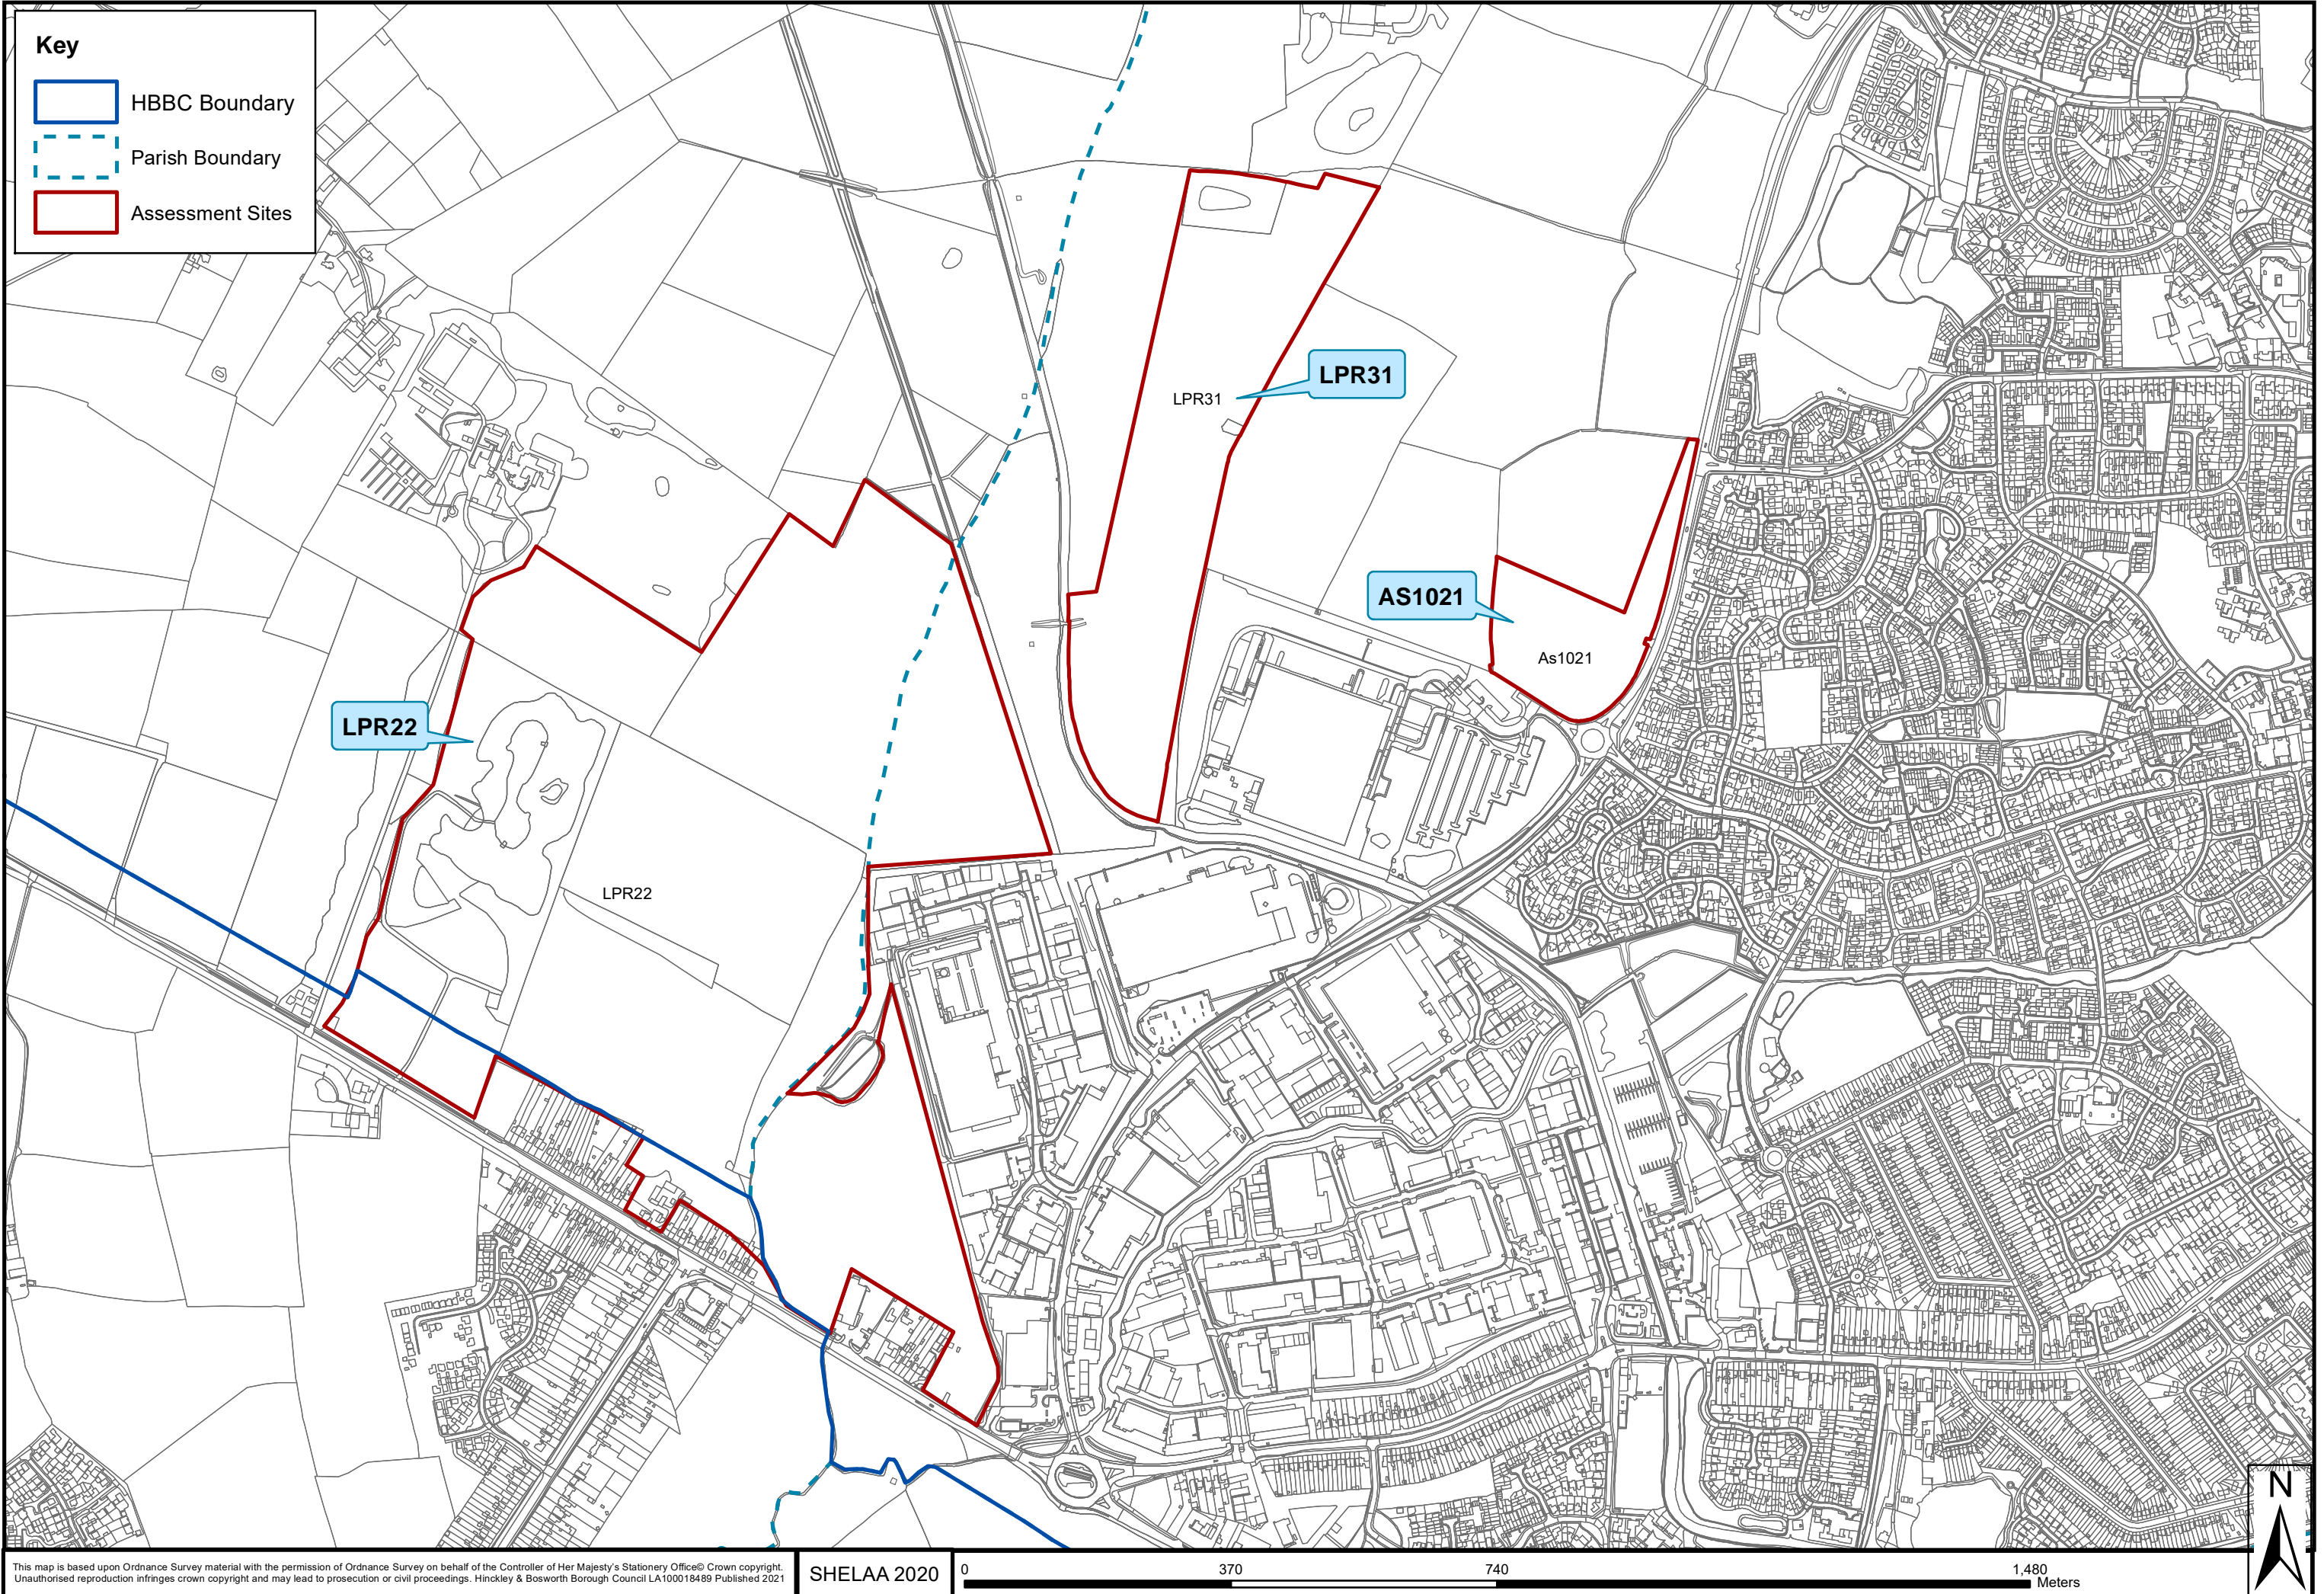 Key
HBBC Boundary
Parish Boundary
Assessment Sites
LPR31
LPR31
AS1021
As1021
LPR22
LPR22
N
This map is based upon Ordnance Survey material with the permission of Ordnance Survey on behalf of the Controller of Her Majesty's Stationery Office© Crown copyright.
Unauthorised reproduction infringes crown copyright and may lead to prosecution or civil proceedings. Hinckley & Bosworth Borough Council LA100018489 Published 2021
SHELAA 2020
0 370 740 1,480
Meters